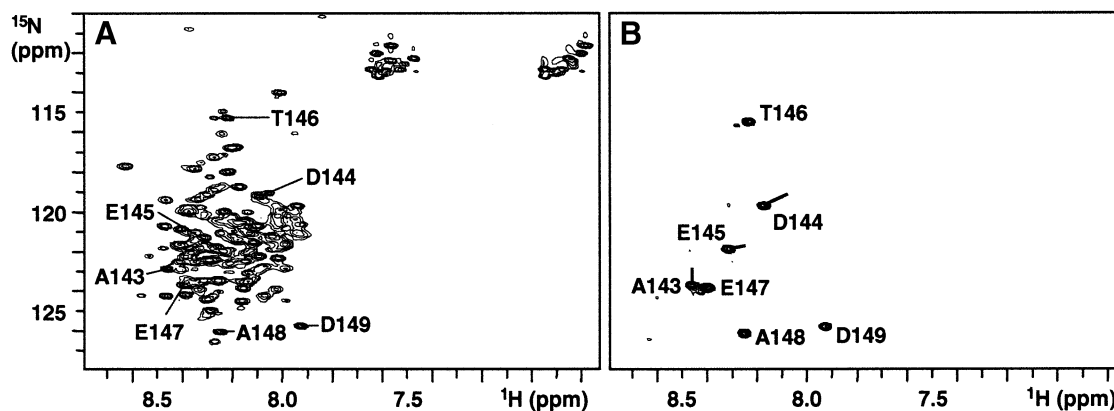 ¹⁵N
(ppm)
A
B
115
120
125
T146
D144
E145
A143
E147
A148
D149
8.5
8.0
7.5
¹H (ppm)
T146
D144
E145
A143
E147
A148
D149
8.5
8.0
7.5
¹H (ppm)